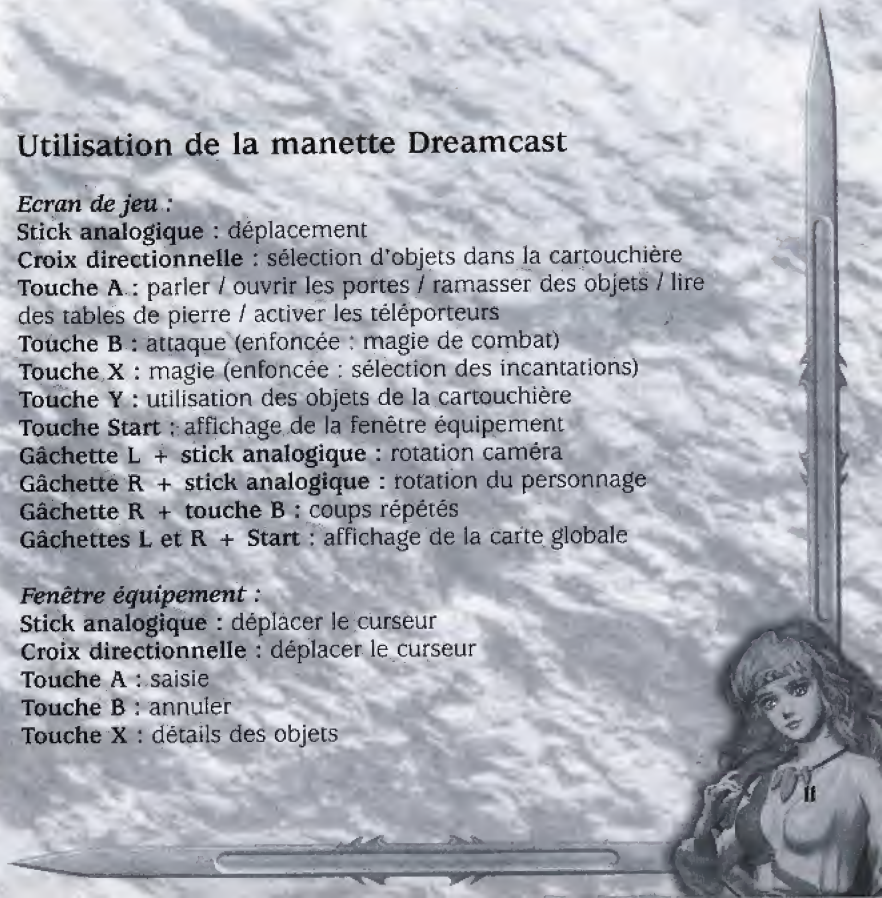 Utilisation de la manette Dreamcast
Ecran de jeu :
Stick analogique : déplacement
Croix directionnelle : sélection d'objets dans la cartouchière
Touche A : parler / ouvrir les portes / ramasser des objets / lire
des tables de pierre / activer les téléporteurs
Touche B : attaque (enfoncée : magie de combat)
Touche X : magie (enfoncée : sélection des incantations)
Touche Y : utilisation des objets de la cartouchière
Touche Start : affichage de la fenêtre équipement
Gâchette L + stick analogique : rotation caméra
Gâchette R + stick analogique : rotation du personnage
Gâchette R + touche B : coups répétés
Gâchettes L et R + Start : affichage de la carte globale
Fenêtre équipement :
Stick analogique : déplacer le curseur
Croix directionnelle : déplacer le curseur
Touche A : saisie
Touche B : annuler
Touche X : détails des objets